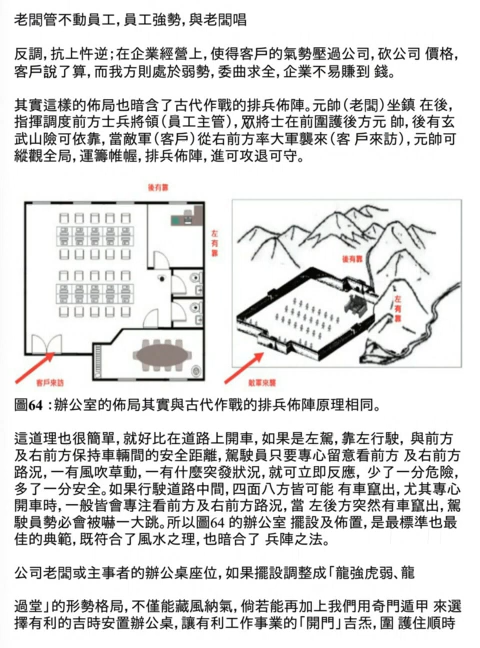 老闆管不動員工,員工強勢,與老闆唱
反調,抗上忤逆;在企業經營上,使得客戶的氣勢壓過公司,砍公司 價格,
客戶說了算,而我方則處於弱勢,委曲求全,企業不易賺到 錢。
其實這樣的佈局也暗含了古代作戰的排兵佈陣。元帥(老闆)坐鎮 在後,
指揮調度前方士兵將領(員工主管),眾將士在前圍護後方元 帥,後有玄
武山險可依靠,當敵軍(客戶)從右前方率大軍襲來(客 戶來訪),元帥可
縱觀全局,運籌帷幄,排兵佈陣,進可攻退可守。
後有靠
左有靠
客戶來訪
後有靠
左有靠
敵軍來襲
圖64 :辦公室的佈局其實與古代作戰的排兵佈陣原理相同。
這道理也很簡單,就好比在道路上開車,如果是左駕,靠左行駛, 與前方
及右前方保持車輛間的安全距離,駕駛員只要專心留意看前方 及右前方
路況,一有風吹草動,一有什麼突發狀況,就可立即反應, 少了一分危險,
多了一分安全。如果行駛道路中間,四面八方皆可能 有車竄出,尤其專心
開車時,一般皆會專注看前方及右前方路況,當 左後方突然有車竄出,駕
駛員勢必會被嚇一大跳。所以圖64 的辦公室 擺設及佈置,是最標準也最
佳的典範,既符合了風水之理,也暗合了 兵陣之法。
公司老闆或主事者的辦公桌座位,如果擺設調整成「龍強虎弱、龍
過堂」的形勢格局,不僅能藏風納氣,倘若能再加上我們用奇門遁甲 來選
擇有利的吉時安置辦公桌,讓有利工作事業的「開門」吉炁,圍 護住順時